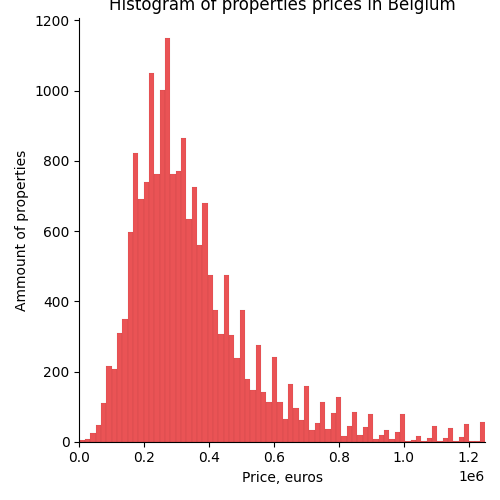 Histogram of properties prices in Belgium
1200
1000
800
600
400
200
0
Ammount of properties
0.0 0.2 0.4 0.6 0.8 1.0 1.2
1e6
Price, euros